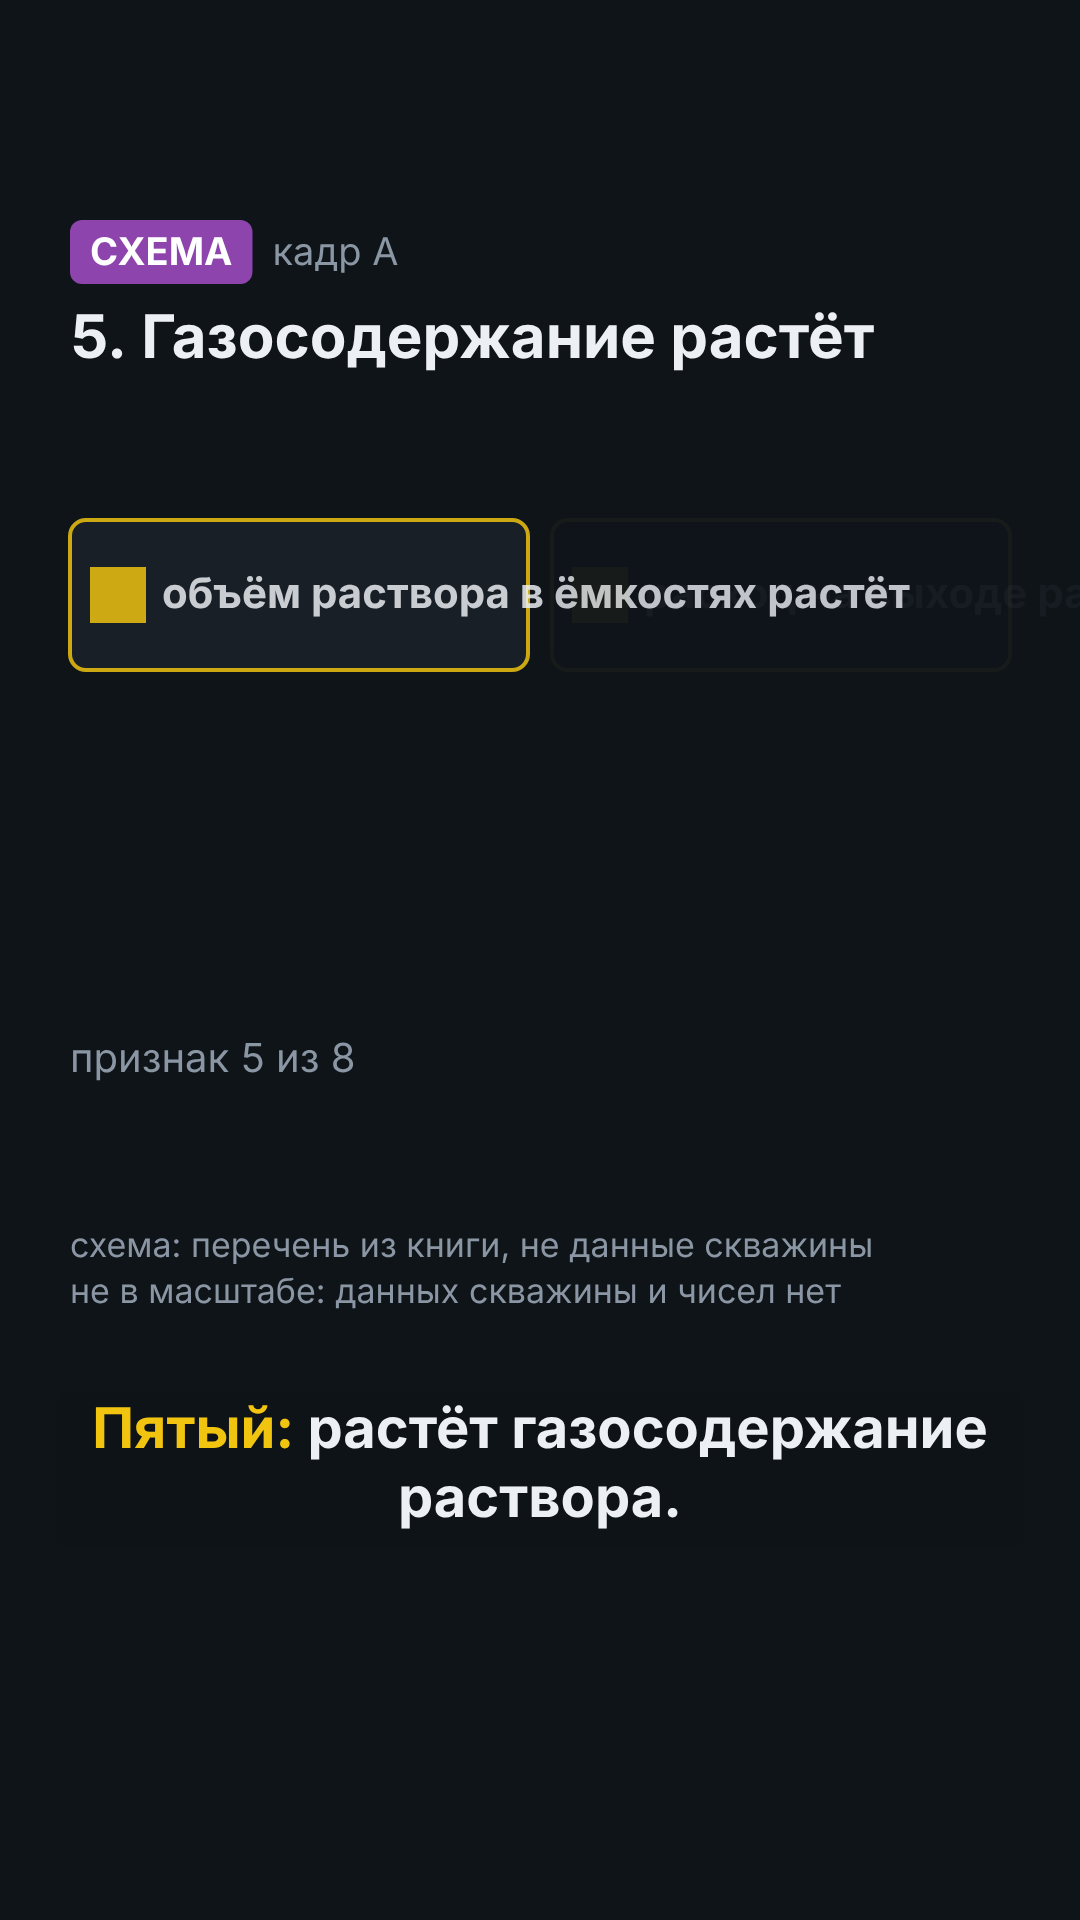 СХЕМА кадр А
5. Газосодержание растёт
объём раствора в ёмкостях растёт
признак 5 из 8
схема: перечень из книги, не данные скважины
не в масштабе: данных скважины и чисел нет
Пятый: растёт газосодержание
раствора.